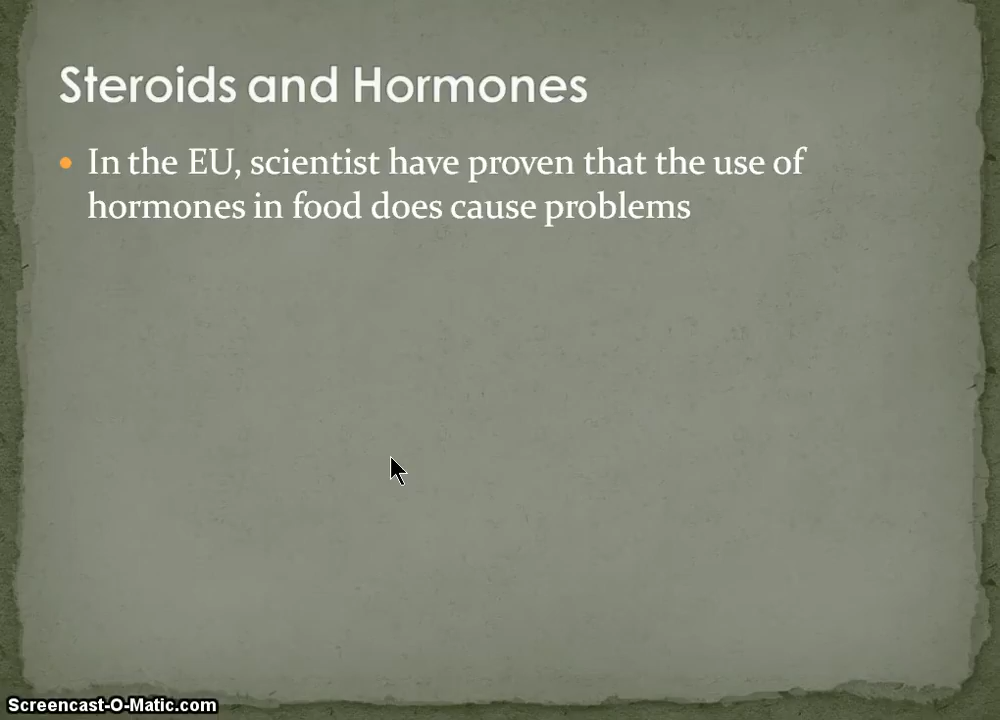 Steroids and Hormones
In the EU, scientist have proven that the use of
hormones in food does cause problems
Screencast-O-Matic.com